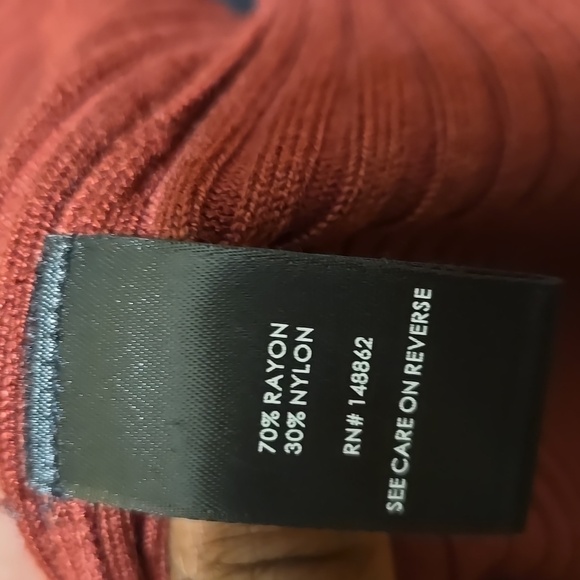 70% RAYON
30% NYLON
RN# 148862
SEE CARE ON REVERSE